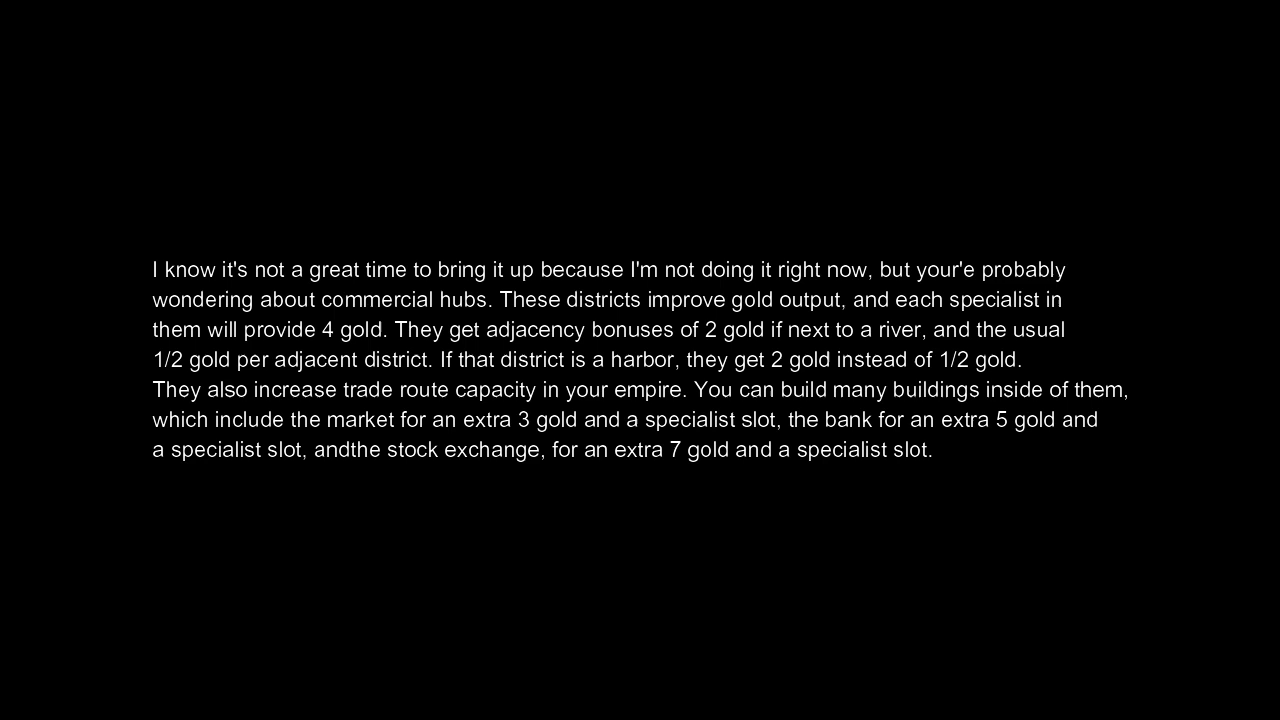 I know it's not a great time to bring it up because I'm not doing it right now, but your'e probably
wondering about commercial hubs. These districts improve gold output, and each specialist in
them will provide 4 gold. They get adjacency bonuses of 2 gold if next to a river, and the usual
1/2 gold per adjacent district. If that district is a harbor, they get 2 gold instead of 1/2 gold.
They also increase trade route capacity in your empire. You can build many buildings inside of them,
which include the market for an extra 3 gold and a specialist slot, the bank for an extra 5 gold and
a specialist slot, andthe stock exchange, for an extra 7 gold and a specialist slot.